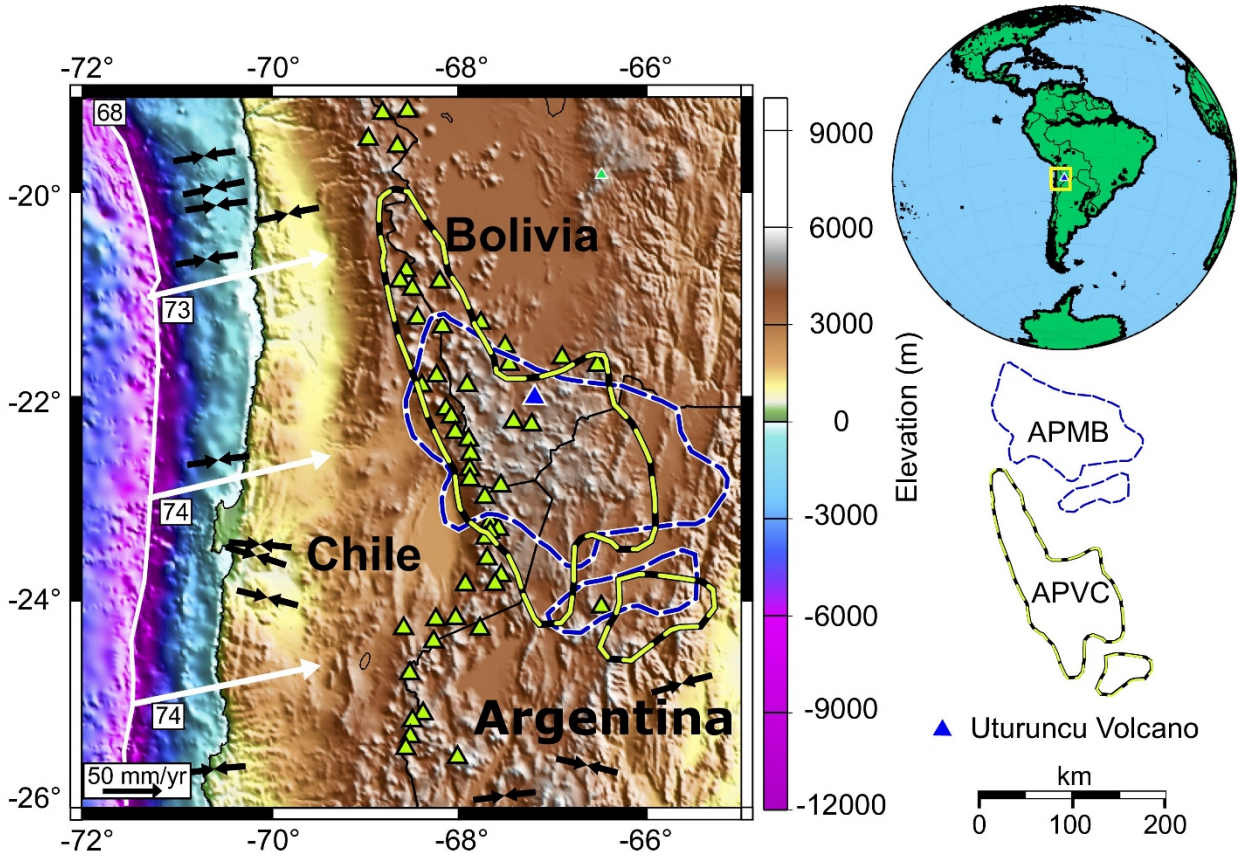 -72° -70° -68° -66°
-20°
-22°
-24°
-26°
-72° -70° -68° -66°
68
73
74
74
Bolivia
Chile
Argentina
50 mm/yr
9000
6000
3000
0
-3000
-6000
-9000
-12000
Elevation (m)
APMB
APVC
Uturuncu Volcano
km
0 100 200